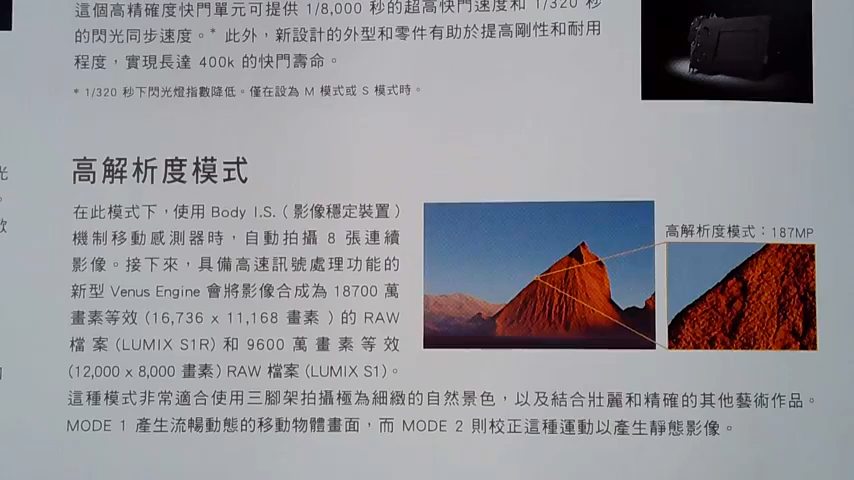 這個高精確度快門單元可提供 1/8,000 秒的超高快門速度和 1/320 秒
的閃光同步速度。* 此外，新設計的外型和零件有助於提高剛性和耐用
程度，實現長達 400k 的快門壽命。
* 1/320 秒下閃光燈指數降低。僅在設為 M 模式或 S 模式時。
光
。
高解析度模式
在此模式下，使用 Body I.S. ( 影像穩定裝置 )
機制移動感測器時，自動拍攝 8 張連續
影像。接下來，具備高速訊號處理功能的
新型 Venus Engine 會將影像合成為 18700 萬
畫素等效 (16,736 x 11,168 畫素 ) 的 RAW
檔案 (LUMIX S1R) 和 9600 萬畫素等效
(12,000 x 8,000 畫素) RAW 檔案 (LUMIX S1)。
這種模式非常適合使用三腳架拍攝極為細緻的自然景色，以及結合壯麗和精確的其他藝術作品。
MODE 1 產生流暢動態的移動物體畫面，而 MODE 2 則校正這種運動以產生靜態影像。
高解析度模式：187MP